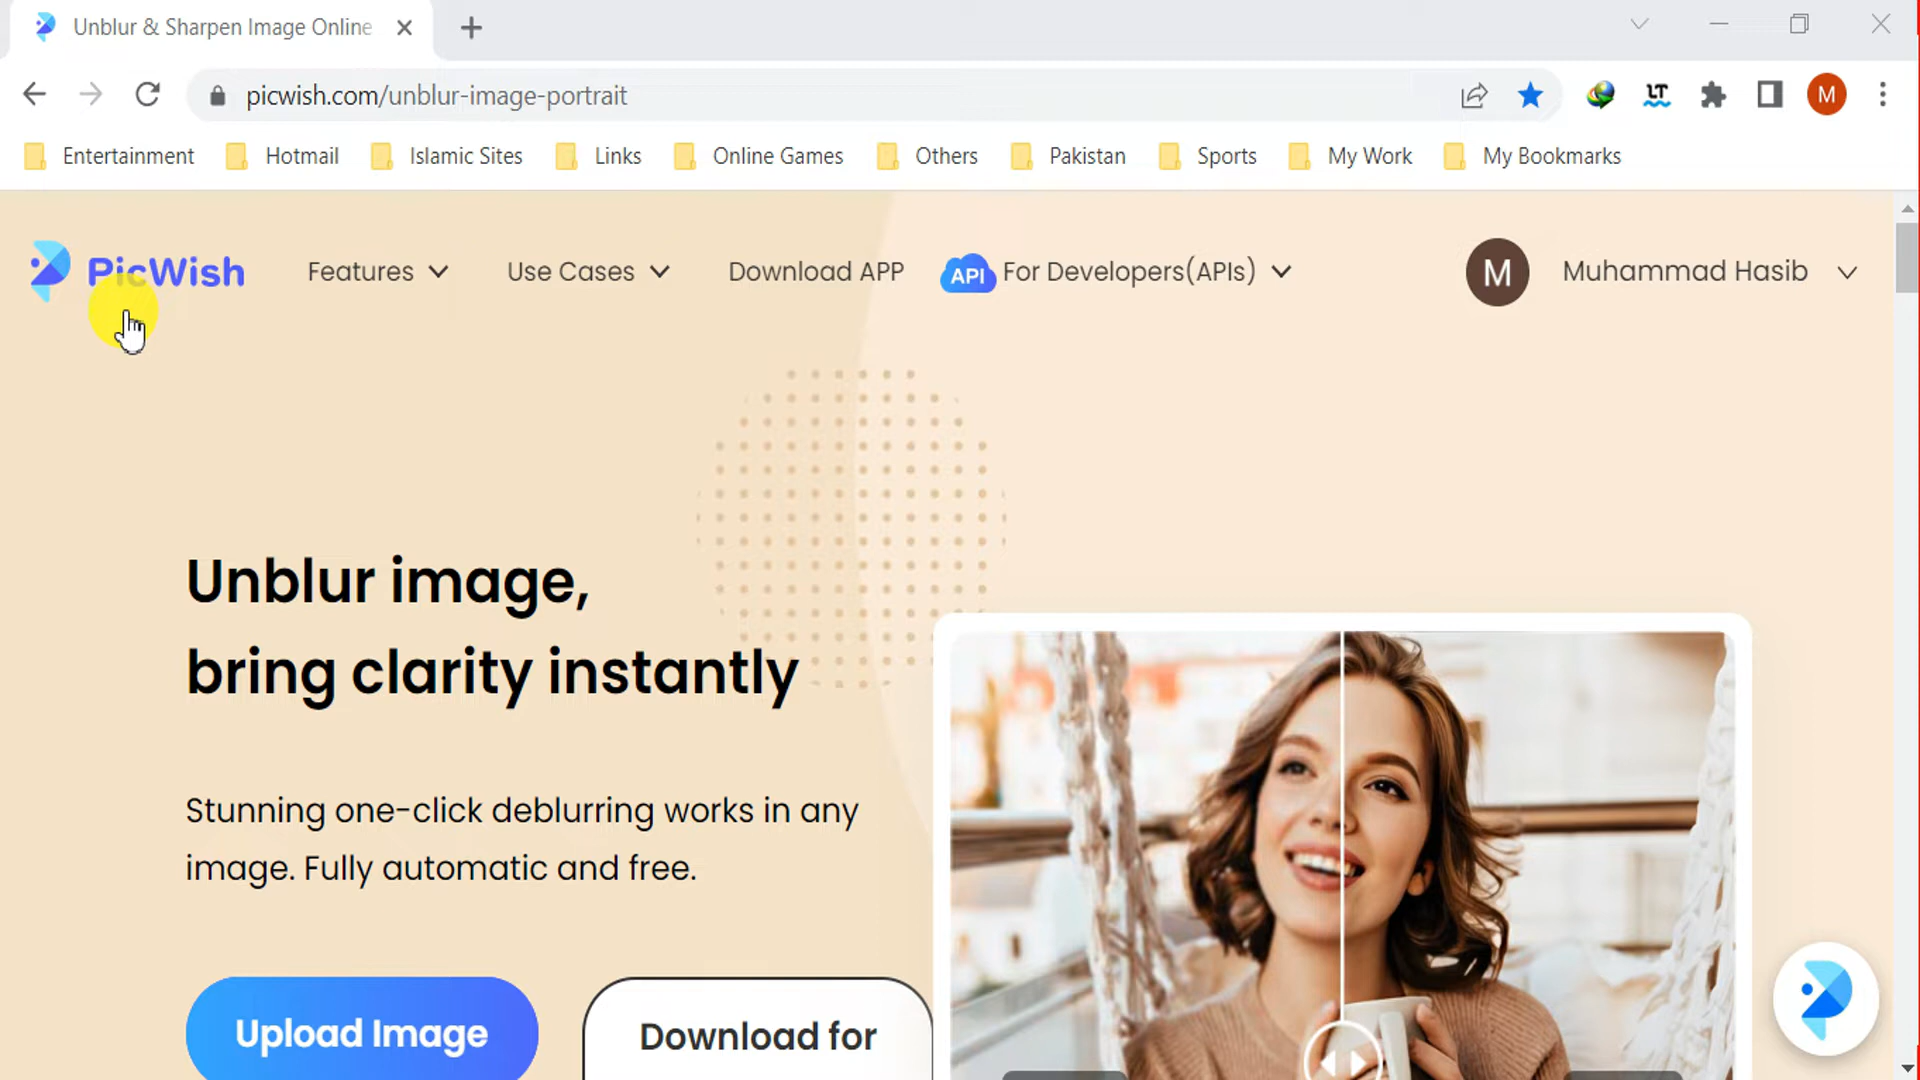 Unblur & Sharpen Image Online
picwish.com/unblur-image-portrait
LT
M
Entertainment
Hotmail
Islamic Sites
Links
Online Games
Others
Pakistan
Sports
My Work
My Bookmarks
PicWish
Features
Use Cases
Download APP
API
For Developers(APIs)
M
Muhammad Hasib
Unblur image,
bring clarity instantly
Stunning one-click deblurring works in any
image. Fully automatic and free.
Upload Image
Download for